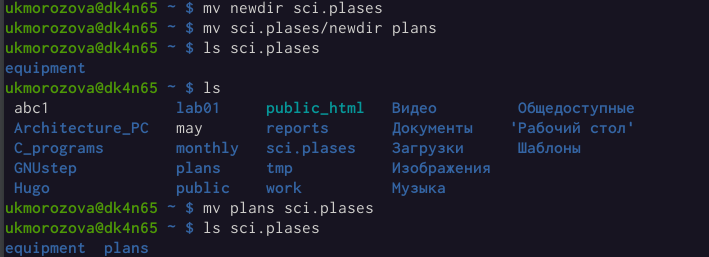 ukmorozova@dk4n65 ~ $ mv newdir sci.plases
ukmorozova@dk4n65 ~ $ mv sci.plases/newdir plans
ukmorozova@dk4n65 ~ $ ls sci.plases
equipment
ukmorozova@dk4n65 ~ $ ls
abc1 lab01 public_html Видео Общедоступные
Architecture_PC may reports Документы 'Рабочий стол'
C_programs monthly sci.plases Загрузки Шаблоны
GNUstep plans tmp Изображения
Hugo public work Музыка
ukmorozova@dk4n65 ~ $ mv plans sci.plases
ukmorozova@dk4n65 ~ $ ls sci.plases
equipment plans